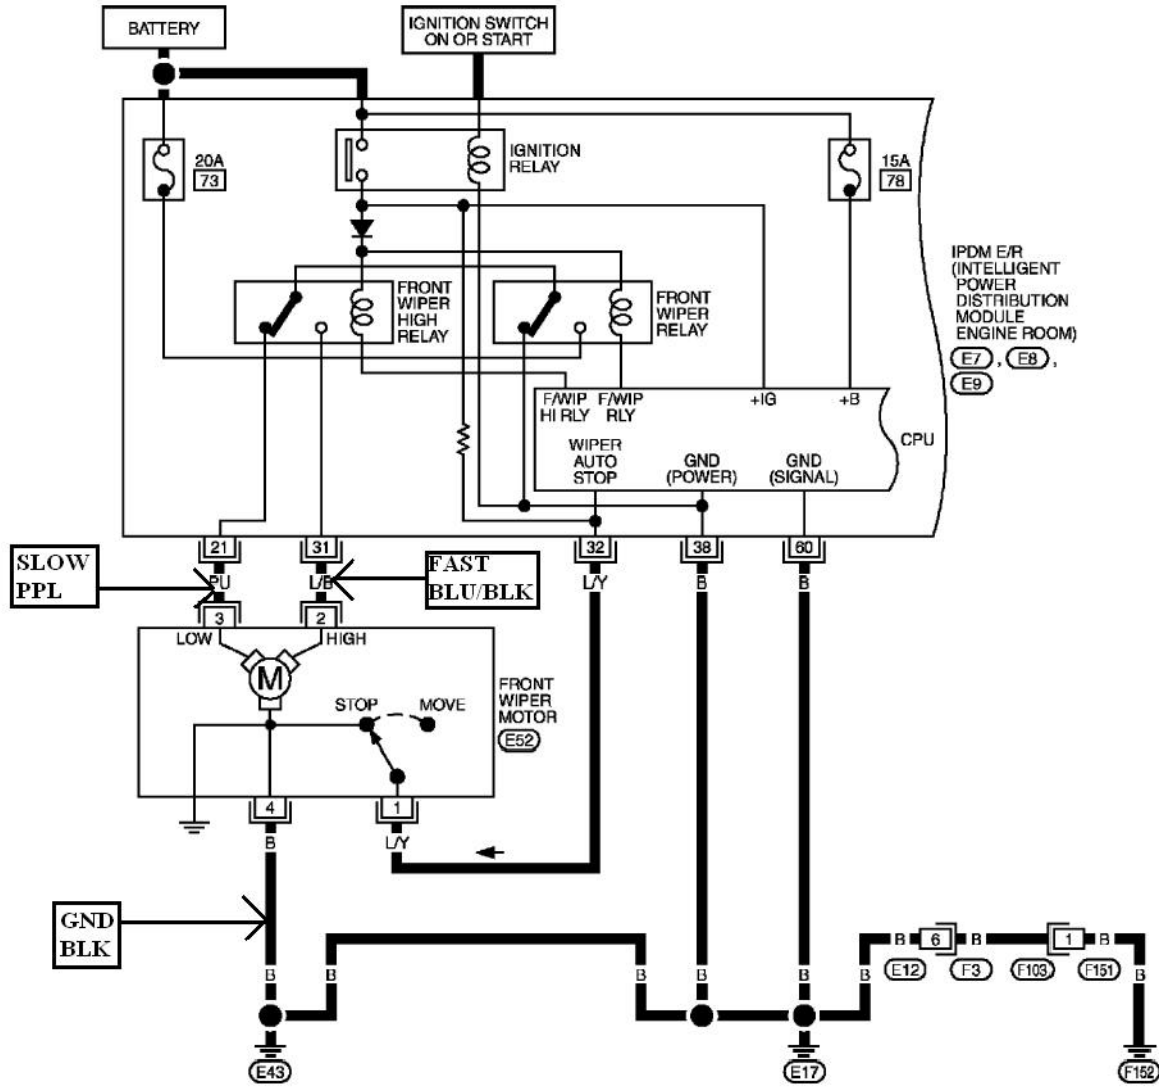 BATTERY
IGNITION SWITCH
ON OR START
20A
73
IGNITION
RELAY
15A
78
IPDM E/R
(INTELLIGENT
POWER
DISTRIBUTION
MODULE
ENGINE ROOM)
E7 , E8 ,
E9
FRONT
WIPER
HIGH
RELAY
FRONT
WIPER
RELAY
F/WIP
HI RLY
F/WIP
RLY
+IG
+B
CPU
WIPER
AUTO
STOP
GND
(POWER)
GND
(SIGNAL)
21
31
32
38
60
SLOW
PPL
PU
L/B
FAST
BLU/BLK
L/Y
B
B
3
2
LOW
HIGH
M
STOP
MOVE
FRONT
WIPER
MOTOR
E52
4
1
B
L/Y
GND
BLK
B
6
B
1
B
E12
F3
F103
F151
B
B
B
B
B
B
B
E43
E17
F152